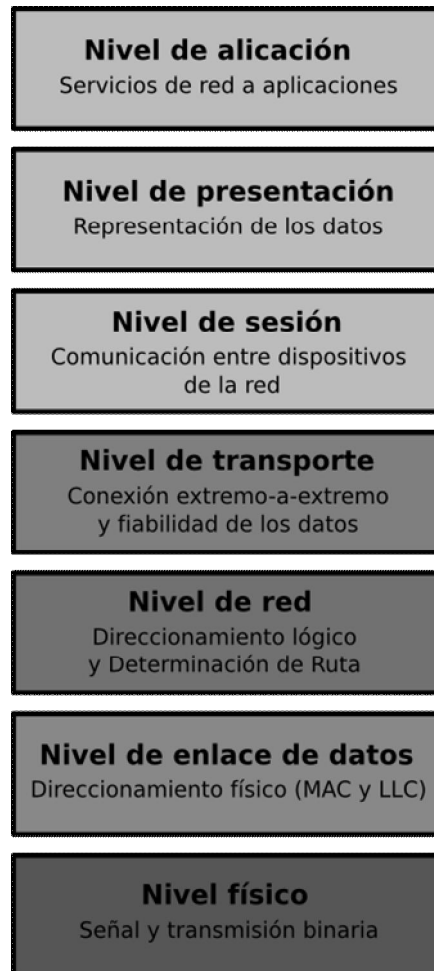 Nivel de alicación
Servicios de red a aplicaciones
Nivel de presentación
Representación de los datos
Nivel de sesión
Comunicación entre dispositivos
de la red
Nivel de transporte
Conexión extremo-a-extremo
y fiabilidad de los datos
Nivel de red
Direccionamiento lógico
y Determinación de Ruta
Nivel de enlace de datos
Direccionamiento físico (MAC y LLC)
Nivel físico
Señal y transmisión binaria